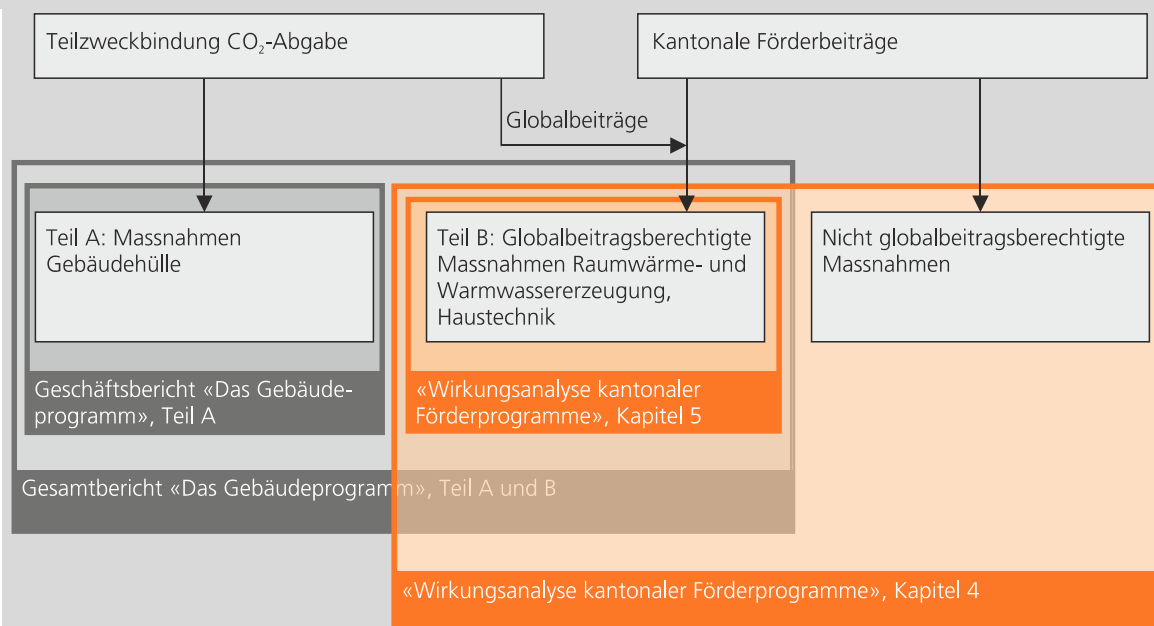 Teilzweckbindung CO₂-Abgabe
Kantonale Förderbeiträge
Globalbeiträge
Teil A: Massnahmen
Gebäudehülle
Teil B: Globalbeitragsberechtigte
Massnahmen Raumwärme- und
Warmwassererzeugung,
Haustechnik
Nicht globalbeitragsberechtigte
Massnahmen
Geschäftsbericht «Das Gebäude-
programm», Teil A
«Wirkungsanalyse kantonaler
Förderprogramme», Kapitel 5
Gesamtbericht «Das Gebäudeprogramm», Teil A und B
«Wirkungsanalyse kantonaler Förderprogramme», Kapitel 4